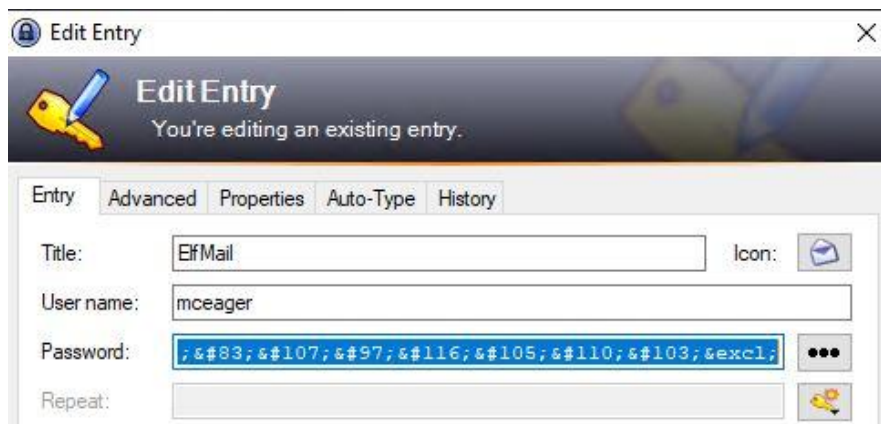 Edit Entry
Edit Entry
You're editing an existing entry.
Entry Advanced Properties Auto-Type History
Title: ElfMail Icon:
User name: mceager
Password: ;&#83;&#107;&#97;&#116;&#105;&#110;&#103;&excl;
Repeat: